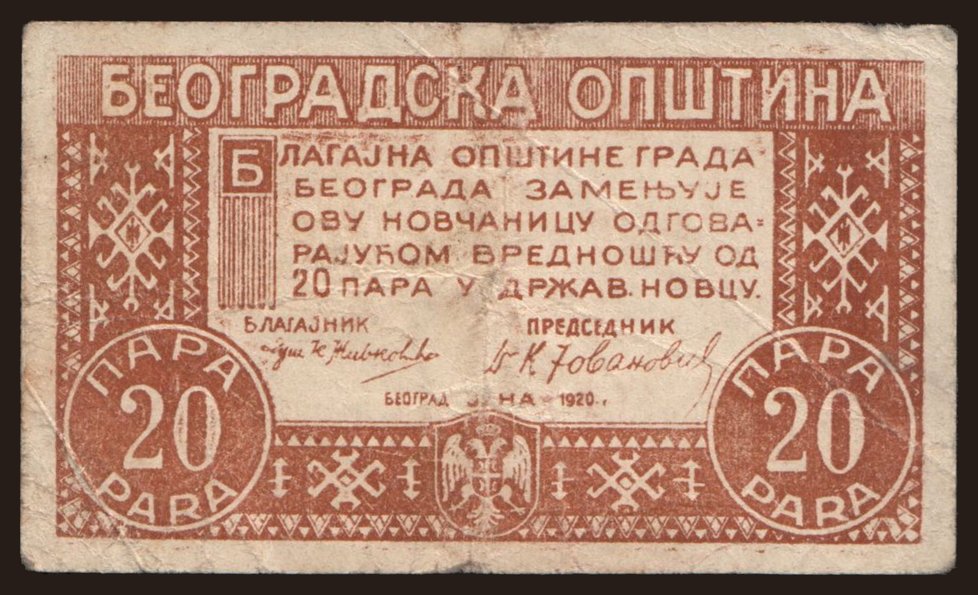 БЕОГРАДСКА ОПШТИНА
БЛАГАЈНА ОПШТИНЕ ГРАДА
БЕОГРАДА ЗАМЕЊУЈЕ
ОВУ НОВЧАНИЦУ ОДГОВА=
РАЈУЋОМ ВРЕДНОШЋУ ОД
20 ПАРА У ДРЖАВ. НОВЦУ.
БЛАГАЈНИК ПРЕДСЕДНИК
К. Живковић Др К Јовановић
БЕОГРАД 1920.г
ПАРА
20
PARA
ПАРА
20
PARA